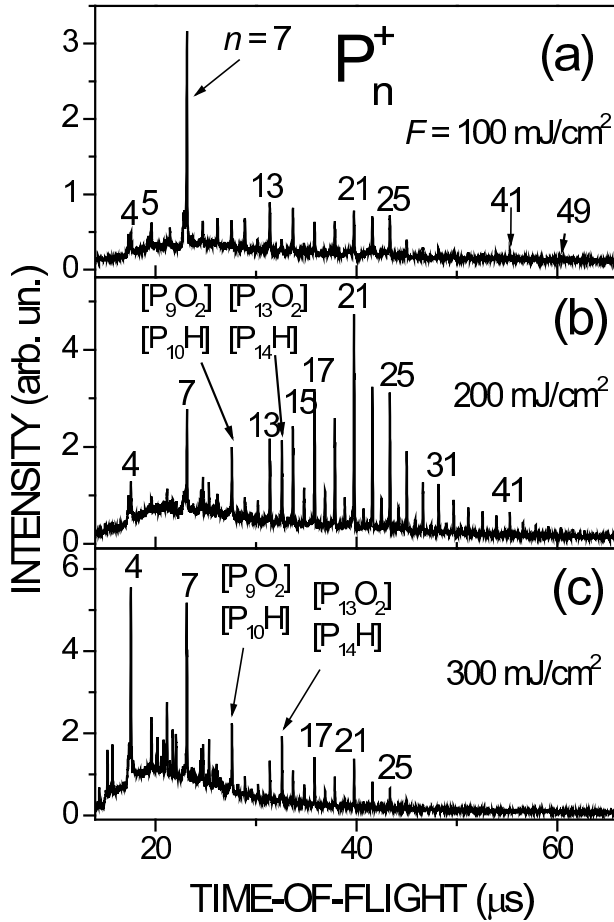 n = 7
P_n^+
(a)
F = 100 mJ/cm²
4
5
13
21
25
41
49
3
2
1
0
[P₉O₂]
[P₁₀H]
[P₁₃O₂]
[P₁₄H]
21
(b)
200 mJ/cm²
4
7
13
15
17
25
31
41
4
2
0
4
7
[P₉O₂]
[P₁₀H]
[P₁₃O₂]
[P₁₄H]
(c)
300 mJ/cm²
17
21
25
6
4
2
0
20
40
60
INTENSITY (arb. un.)
TIME-OF-FLIGHT (μs)